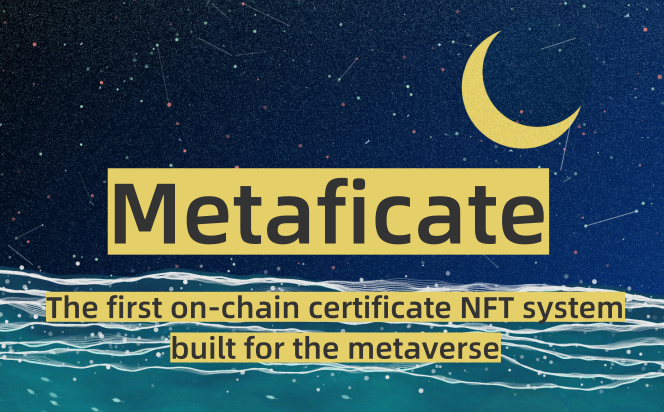 Metaficate
The first on-chain certificate NFT system
built for the metaverse